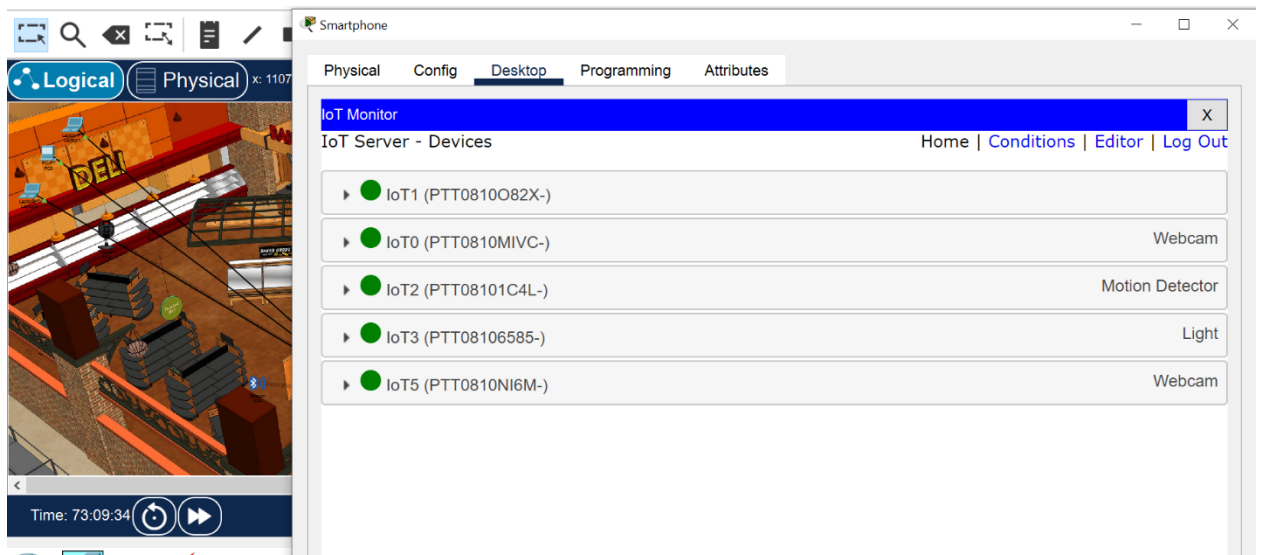 Smartphone
Physical Config Desktop Programming Attributes
Logical
Physical
x: 1107
IoT Monitor
X
IoT Server - Devices
Home | Conditions | Editor | Log Out
IoT1 (PTT0810O82X-)
IoT0 (PTT0810MIVC-)
Webcam
IoT2 (PTT08101C4L-)
Motion Detector
IoT3 (PTT08106585-)
Light
IoT5 (PTT0810NI6M-)
Webcam
DELI
Time: 73:09:34